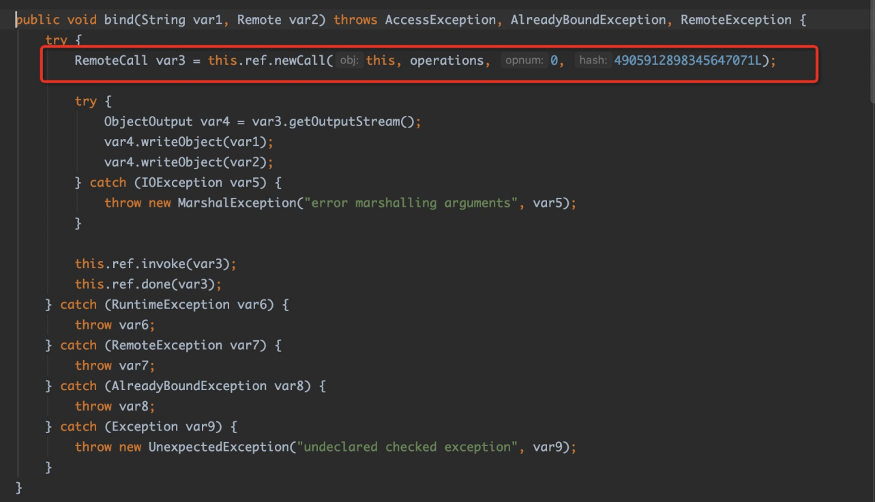 public void bind(String var1, Remote var2) throws AccessException, AlreadyBoundException, RemoteException {
try {
RemoteCall var3 = this.ref.newCall( obj: this, operations, opnum: 0, hash: 4905912898345647071L);
try {
ObjectOutput var4 = var3.getOutputStream();
var4.writeObject(var1);
var4.writeObject(var2);
} catch (IOException var5) {
throw new MarshalException("error marshalling arguments", var5);
}
this.ref.invoke(var3);
this.ref.done(var3);
} catch (RuntimeException var6) {
throw var6;
} catch (RemoteException var7) {
throw var7;
} catch (AlreadyBoundException var8) {
throw var8;
} catch (Exception var9) {
throw new UnexpectedException("undeclared checked exception", var9);
}
}